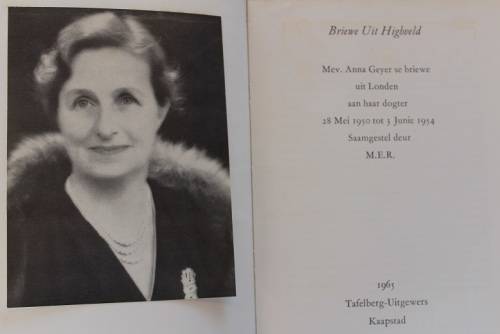 Briewe Uit Highveld
Mev. Anna Geyer se briewe
uit Londen
aan haar dogter
28 Mei 1950 tot 3 Junie 1954
Saamgestel deur
M.E.R.
1965
Tafelberg-Uitgewers
Kaapstad